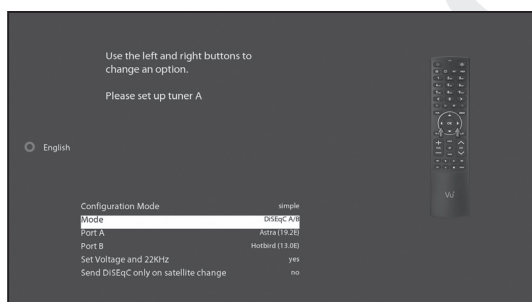 Use the left and right buttons to
change an option.
Please set up tuner A
English
Configuration Mode simple
Mode DiSEqC A/B
Port A Astra (19.2E)
Port B Hotbird (13.0E)
Set Voltage and 22KHz yes
Send DiSEqC only on satellite change no
OK